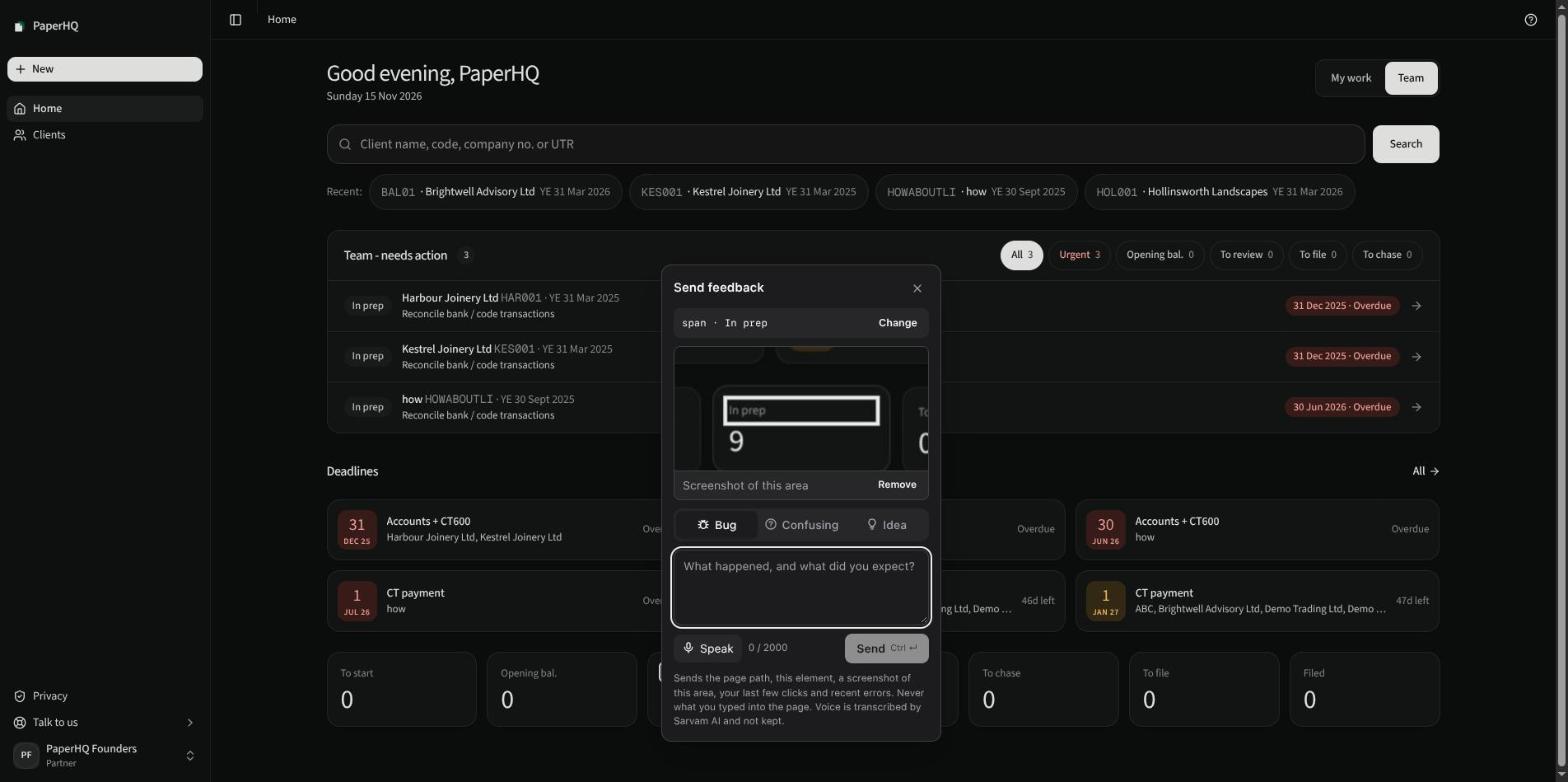 PaperHQ
Home
New
Home
Clients
Good evening, PaperHQ
Sunday 15 Nov 2026
My work
Team
Client name, code, company no. or UTR
Search
Recent:
BAL01 · Brightwell Advisory Ltd YE 31 Mar 2026
KES001 · Kestrel Joinery Ltd YE 31 Mar 2025
HOWABOUTLI · how YE 30 Sept 2025
HOL001 · Hollinsworth Landscapes YE 31 Mar 2026
Team - needs action 3
All 3
Urgent 3
Opening bal. 0
To review 0
To file 0
To chase 0
In prep
Harbour Joinery Ltd HAR001 · YE 31 Mar 2025
Reconcile bank / code transactions
31 Dec 2025 · Overdue
In prep
Kestrel Joinery Ltd KES001 · YE 31 Mar 2025
Reconcile bank / code transactions
31 Dec 2025 · Overdue
In prep
how HOWABOUTLI · YE 30 Sept 2025
Reconcile bank / code transactions
30 Jun 2026 · Overdue
Send feedback
span · In prep
Change
In prep
9
Screenshot of this area
Remove
Bug
Confusing
Idea
What happened, and what did you expect?
Speak
0 / 2000
Send Ctrl ↵
Sends the page path, this element, a screenshot of
this area, your last few clicks and recent errors. Never
what you typed into the page. Voice is transcribed by
Sarvam AI and not kept.
Deadlines
All
31
DEC 25
Accounts + CT600
Harbour Joinery Ltd, Kestrel Joinery Ltd
Overdue
30
JUN 26
Accounts + CT600
how
Overdue
1
JUL 26
CT payment
how
46d left
1
JAN 27
CT payment
ABC, Brightwell Advisory Ltd, Demo Trading Ltd, Demo ...
47d left
To start
0
Opening bal.
0
To chase
0
To file
0
Filed
0
Privacy
Talk to us
PF
PaperHQ Founders
Partner